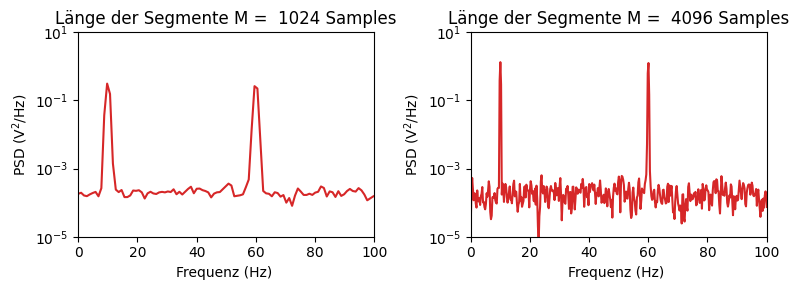 Länge der Segmente M =  1024 Samples
10^1
10^-1
10^-3
10^-5
PSD (V^2/Hz)
0 20 40 60 80 100
Frequenz (Hz)
Länge der Segmente M =  4096 Samples
10^1
10^-1
10^-3
10^-5
PSD (V^2/Hz)
0 20 40 60 80 100
Frequenz (Hz)